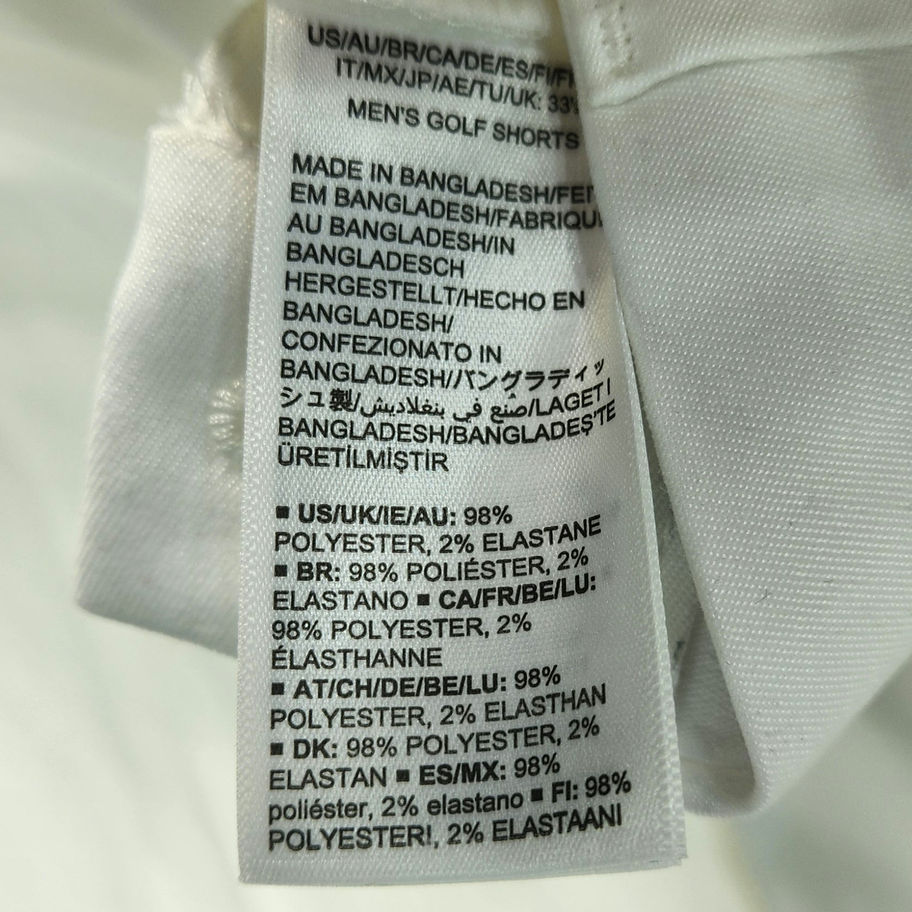 US/AU/BR/CA/DE/ES/FI/F
IT/MX/JP/AE/TU/UK: 33
MEN'S GOLF SHORTS
MADE IN BANGLADESH/FEI
EM BANGLADESH/FABRIQU
AU BANGLADESH/IN
BANGLADESCH
HERGESTELLT/HECHO EN
BANGLADESH/
CONFEZIONATO IN
BANGLADESH/バングラディッ
シュ製/صُنع في بنغلاديش/LAGET I
BANGLADESH/BANGLADEŞ'TE
ÜRETİLMİŞTİR
■ US/UK/IE/AU: 98%
POLYESTER, 2% ELASTANE
■ BR: 98% POLIÉSTER, 2%
ELASTANO ■ CA/FR/BE/LU:
98% POLYESTER, 2%
ÉLASTHANNE
■ AT/CH/DE/BE/LU: 98%
POLYESTER, 2% ELASTHAN
■ DK: 98% POLYESTER, 2%
ELASTAN ■ ES/MX: 98%
poliéster, 2% elastano ■ FI: 98%
POLYESTER!, 2% ELASTAANI